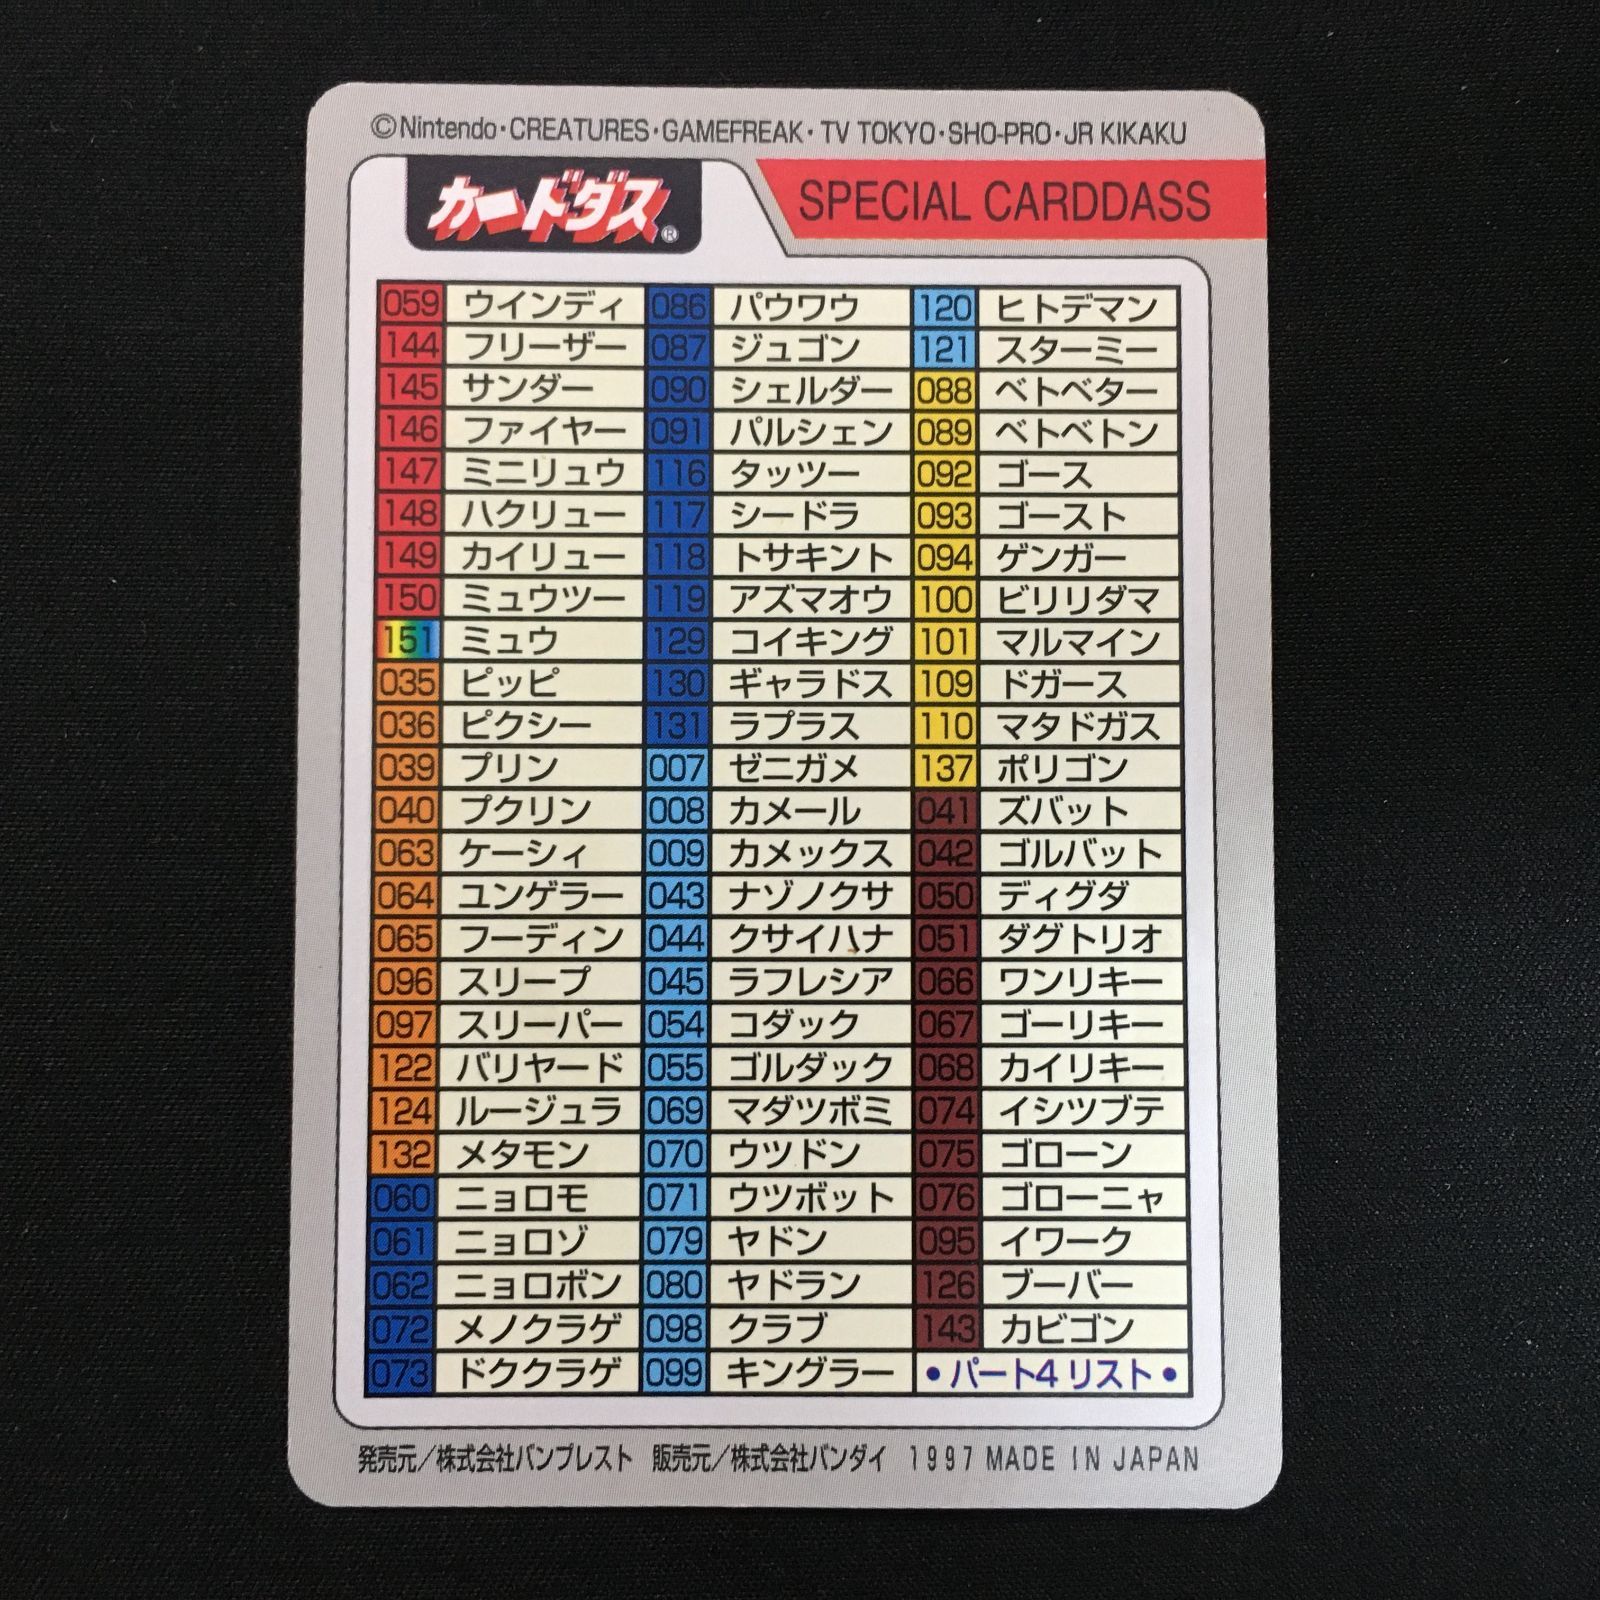 ©Nintendo・CREATURES・GAMEFREAK・TV TOKYO・SHO-PRO・JR KIKAKU
カードダス®
SPECIAL CARDDASS
059 ウインディ 086 パウワウ 120 ヒトデマン
144 フリーザー 087 ジュゴン 121 スターミー
145 サンダー 090 シェルダー 088 ベトベター
146 ファイヤー 091 パルシェン 089 ベトベトン
147 ミニリュウ 116 タッツー 092 ゴース
148 ハクリュー 117 シードラ 093 ゴースト
149 カイリュー 118 トサキント 094 ゲンガー
150 ミュウツー 119 アズマオウ 100 ビリリダマ
151 ミュウ 129 コイキング 101 マルマイン
035 ピッピ 130 ギャラドス 109 ドガース
036 ピクシー 131 ラプラス 110 マタドガス
039 プリン 007 ゼニガメ 137 ポリゴン
040 プクリン 008 カメール 041 ズバット
063 ケーシィ 009 カメックス 042 ゴルバット
064 ユンゲラー 043 ナゾノクサ 050 ディグダ
065 フーディン 044 クサイハナ 051 ダグトリオ
096 スリープ 045 ラフレシア 066 ワンリキー
097 スリーパー 054 コダック 067 ゴーリキー
122 バリヤード 055 ゴルダック 068 カイリキー
124 ルージュラ 069 マダツボミ 074 イシツブテ
132 メタモン 070 ウツドン 075 ゴローン
060 ニョロモ 071 ウツボット 076 ゴローニャ
061 ニョロゾ 079 ヤドン 095 イワーク
062 ニョロボン 080 ヤドラン 126 ブーバー
072 メノクラゲ 098 クラブ 143 カビゴン
073 ドククラゲ 099 キングラー •パート4 リスト•
発売元／株式会社バンプレスト 販売元／株式会社バンダイ 1997 MADE IN JAPAN